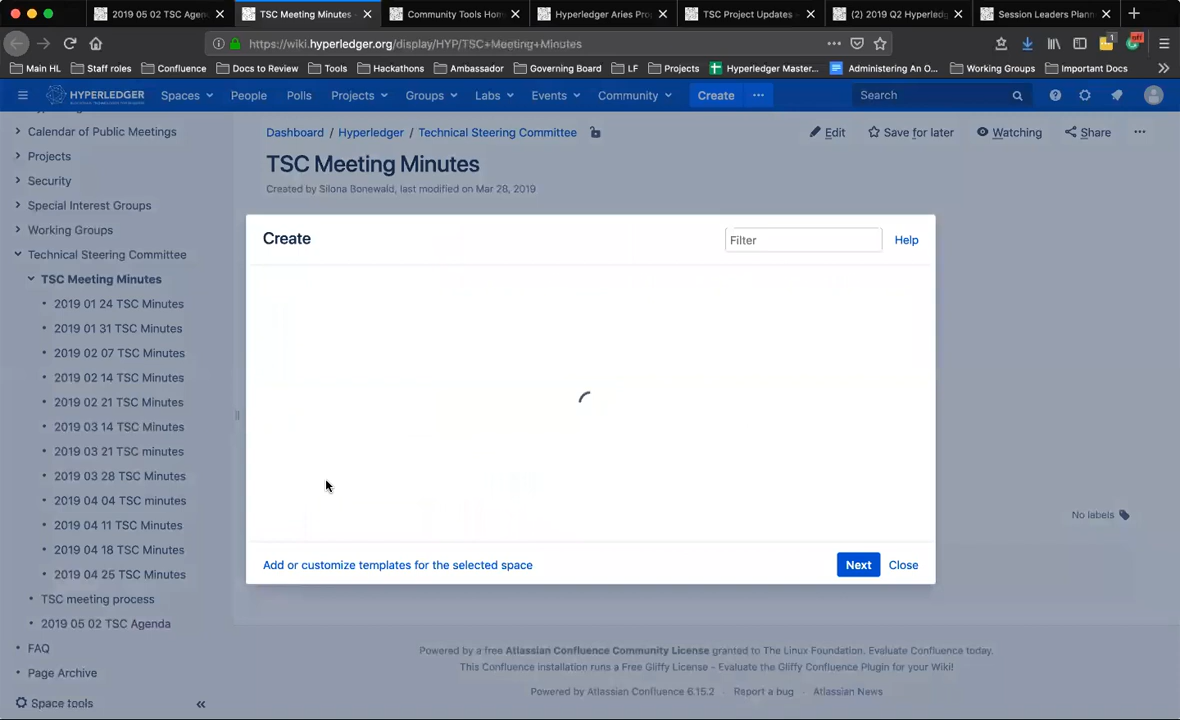 2019 05 02 TSC Agen
TSC Meeting Minutes -
Community Tools Hom
Hyperledger Aries Pro
TSC Project Updates -
(2) 2019 Q2 Hyperled
Session Leaders Plann
https://wiki.hyperledger.org/display/HYP/TSC+Meeting+Minutes
Main HL
Staff roles
Confluence
Docs to Review
Tools
Hackathons
Ambassador
Governing Board
LF
Projects
Hyperledger Master...
Administering An O...
Working Groups
Important Docs
HYPERLEDGER
Spaces
People
Polls
Projects
Groups
Labs
Events
Community
Create
Search
Calendar of Public Meetings
Projects
Security
Special Interest Groups
Working Groups
Technical Steering Committee
TSC Meeting Minutes
2019 01 24 TSC Minutes
2019 01 31 TSC Minutes
2019 02 07 TSC Minutes
2019 02 14 TSC Minutes
2019 02 21 TSC Minutes
2019 03 14 TSC Minutes
2019 03 21 TSC minutes
2019 03 28 TSC Minutes
2019 04 04 TSC minutes
2019 04 11 TSC Minutes
2019 04 18 TSC Minutes
2019 04 25 TSC Minutes
TSC meeting process
2019 05 02 TSC Agenda
FAQ
Page Archive
Space tools
Dashboard / Hyperledger / Technical Steering Committee
Edit
Save for later
Watching
Share
TSC Meeting Minutes
Created by Silona Bonewald, last modified on Mar 28, 2019
Create
Filter
Help
Add or customize templates for the selected space
Next
Close
No labels
Powered by a free Atlassian Confluence Community License granted to The Linux Foundation. Evaluate Confluence today.
This Confluence installation runs a Free Gliffy License - Evaluate the Gliffy Confluence Plugin for your Wiki!
Powered by Atlassian Confluence 6.15.2 · Report a bug · Atlassian News